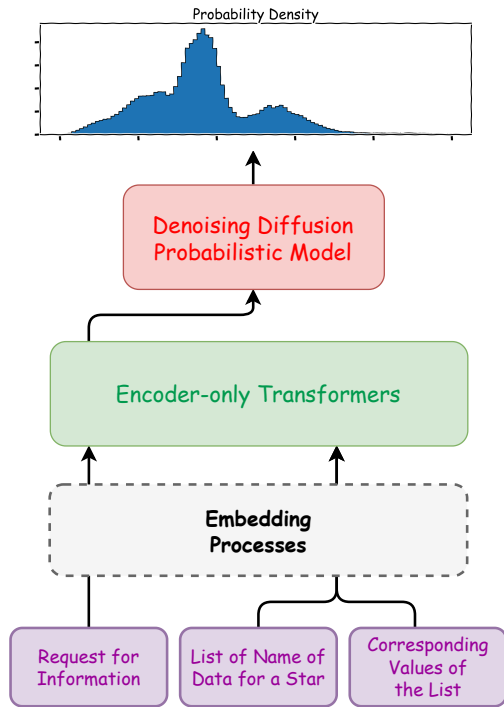 Probability Density
Denoising Diffusion
Probabilistic Model
Encoder-only Transformers
Embedding
Processes
Request for
Information
List of Name of
Data for a Star
Corresponding
Values of
the List